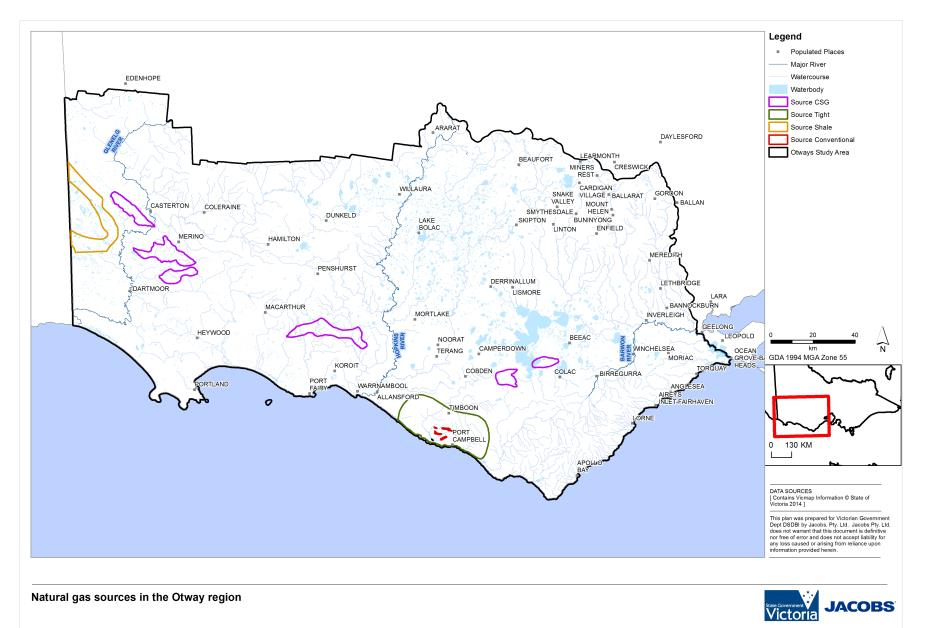 Legend
Populated Places
Major River
Watercourse
Waterbody
Source CSG
Source Tight
Source Shale
Source Conventional
Otways Study Area
EDENHOPE
GLENELG
RIVER
ARARAT
DAYLESFORD
BEAUFORT
LEARMONTH
MINERS
REST
CRESWICK
WILLAURA
CARDIGAN
VILLAGE
BALLARAT
GORDON
BALLAN
SNAKE
VALLEY
MOUNT
HELEN
CASTERTON
COLERAINE
DUNKELD
SMYTHESDALE
BUNINYONG
LAKE
BOLAC
SKIPTON
LINTON
ENFIELD
MERINO
HAMILTON
MEREDITH
PENSHURST
DERRINALLUM
LISMORE
LETHBRIDGE
DARTMOOR
LARA
BANNOCKBURN
MACARTHUR
MORTLAKE
INVERLEIGH
GEELONG
LEOPOLD
HEYWOOD
HOPKINS
RIVER
NOORAT
TERANG
CAMPERDOWN
BEEAC
BARWON
RIVER
WINCHELSEA
MORIAC
OCEAN
GROVE-BA
HEADS
KOROIT
COBDEN
COLAC
BIRREGURRA
TORQUAY
PORTLAND
PORT
FAIRY
WARRNAMBOOL
ALLANSFORD
ANGLESEA
AIREYS
INLET-FAIRHAVEN
TIMBOON
LORNE
PORT
CAMPBELL
APOLLO
BAY
0 20 40
km
N
GDA 1994 MGA Zone 55
0 130 KM
DATA SOURCES
[ Contains Vicmap Information © State of
Victoria 2014 ]
This plan was prepared for Victorian Government
Dept DSDBI by Jacobs. Pty. Ltd. Jacobs Pty. Ltd.
does not warrant that this document is definitive
nor free of error and does not accept liability for
any loss caused or arising from reliance upon
information provided herein.
Natural gas sources in the Otway region
State Government
Victoria
JACOBS